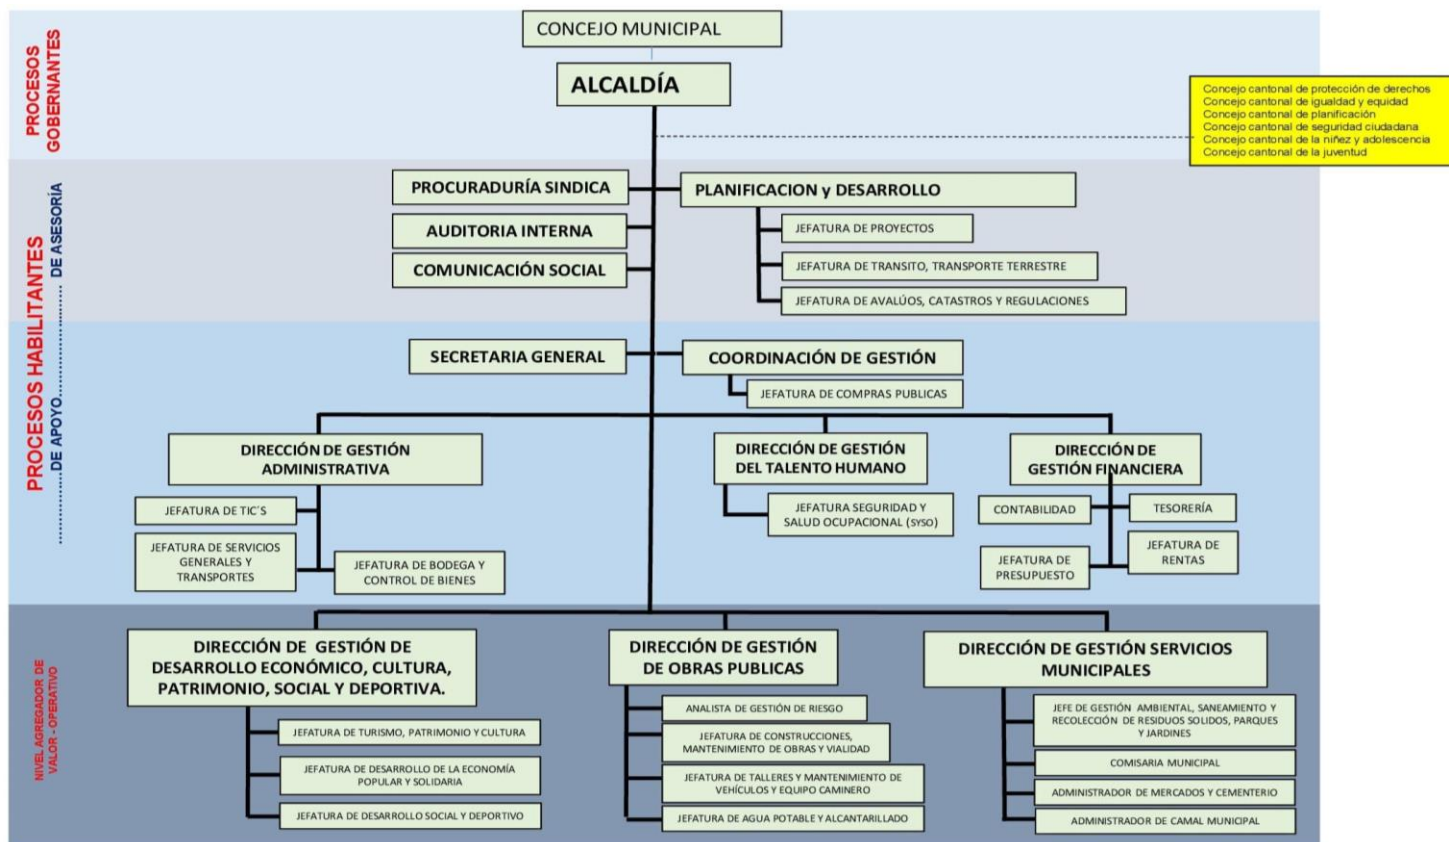 PROCESOS
GOBERNANTES
CONCEJO MUNICIPAL
ALCALDÍA
Concejo cantonal de protección de derechos
Concejo cantonal de igualdad y equidad
Concejo cantonal de planificación
Concejo cantonal de seguridad ciudadana
Concejo cantonal de la niñez y adolescencia
Concejo cantonal de la juventud
PROCESOS HABILITANTES
DE APOYO DE ASESORÍA
PROCURADURÍA SINDICA
AUDITORIA INTERNA
COMUNICACIÓN SOCIAL
PLANIFICACION y DESARROLLO
JEFATURA DE PROYECTOS
JEFATURA DE TRANSITO, TRANSPORTE TERRESTRE
JEFATURA DE AVALÚOS, CATASTROS Y REGULACIONES
SECRETARIA GENERAL
COORDINACIÓN DE GESTIÓN
JEFATURA DE COMPRAS PUBLICAS
DIRECCIÓN DE GESTIÓN
ADMINISTRATIVA
JEFATURA DE TIC´S
JEFATURA DE SERVICIOS
GENERALES Y
TRANSPORTES
JEFATURA DE BODEGA Y
CONTROL DE BIENES
DIRECCIÓN DE GESTIÓN
DEL TALENTO HUMANO
JEFATURA SEGURIDAD Y
SALUD OCUPACIONAL (SYSO)
DIRECCIÓN DE
GESTIÓN FINANCIERA
CONTABILIDAD
TESORERÍA
JEFATURA DE
PRESUPUESTO
JEFATURA DE
RENTAS
NIVEL AGREGADOR DE
VALOR - OPERATIVO
DIRECCIÓN DE GESTIÓN DE
DESARROLLO ECONÓMICO, CULTURA,
PATRIMONIO, SOCIAL Y DEPORTIVA.
JEFATURA DE TURISMO, PATRIMONIO Y CULTURA
JEFATURA DE DESARROLLO DE LA ECONOMÍA
POPULAR Y SOLIDARIA
JEFATURA DE DESARROLLO SOCIAL Y DEPORTIVO
DIRECCIÓN DE GESTIÓN
DE OBRAS PUBLICAS
ANALISTA DE GESTIÓN DE RIESGO
JEFATURA DE CONSTRUCCIONES,
MANTENIMIENTO DE OBRAS Y VIALIDAD
JEFATURA DE TALLERES Y MANTENIMIENTO DE
VEHÍCULOS Y EQUIPO CAMINERO
JEFATURA DE AGUA POTABLE Y ALCANTARILLADO
DIRECCIÓN DE GESTIÓN SERVICIOS
MUNICIPALES
JEFE DE GESTIÓN AMBIENTAL, SANEAMIENTO Y
RECOLECCIÓN DE RESIDUOS SOLIDOS, PARQUES
Y JARDINES
COMISARIA MUNICIPAL
ADMINISTRADOR DE MERCADOS Y CEMENTERIO
ADMINISTRADOR DE CAMAL MUNICIPAL